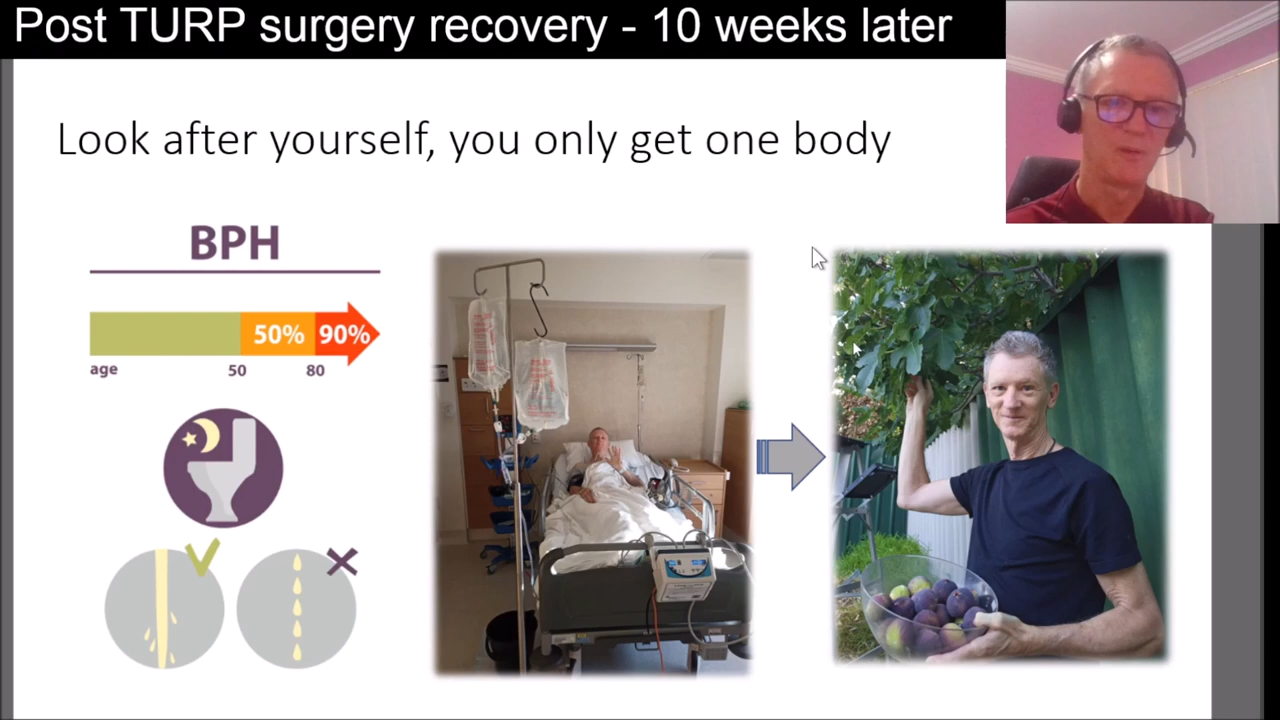 Post TURP surgery recovery - 10 weeks later
Look after yourself, you only get one body
BPH
50% 90%
age 50 80